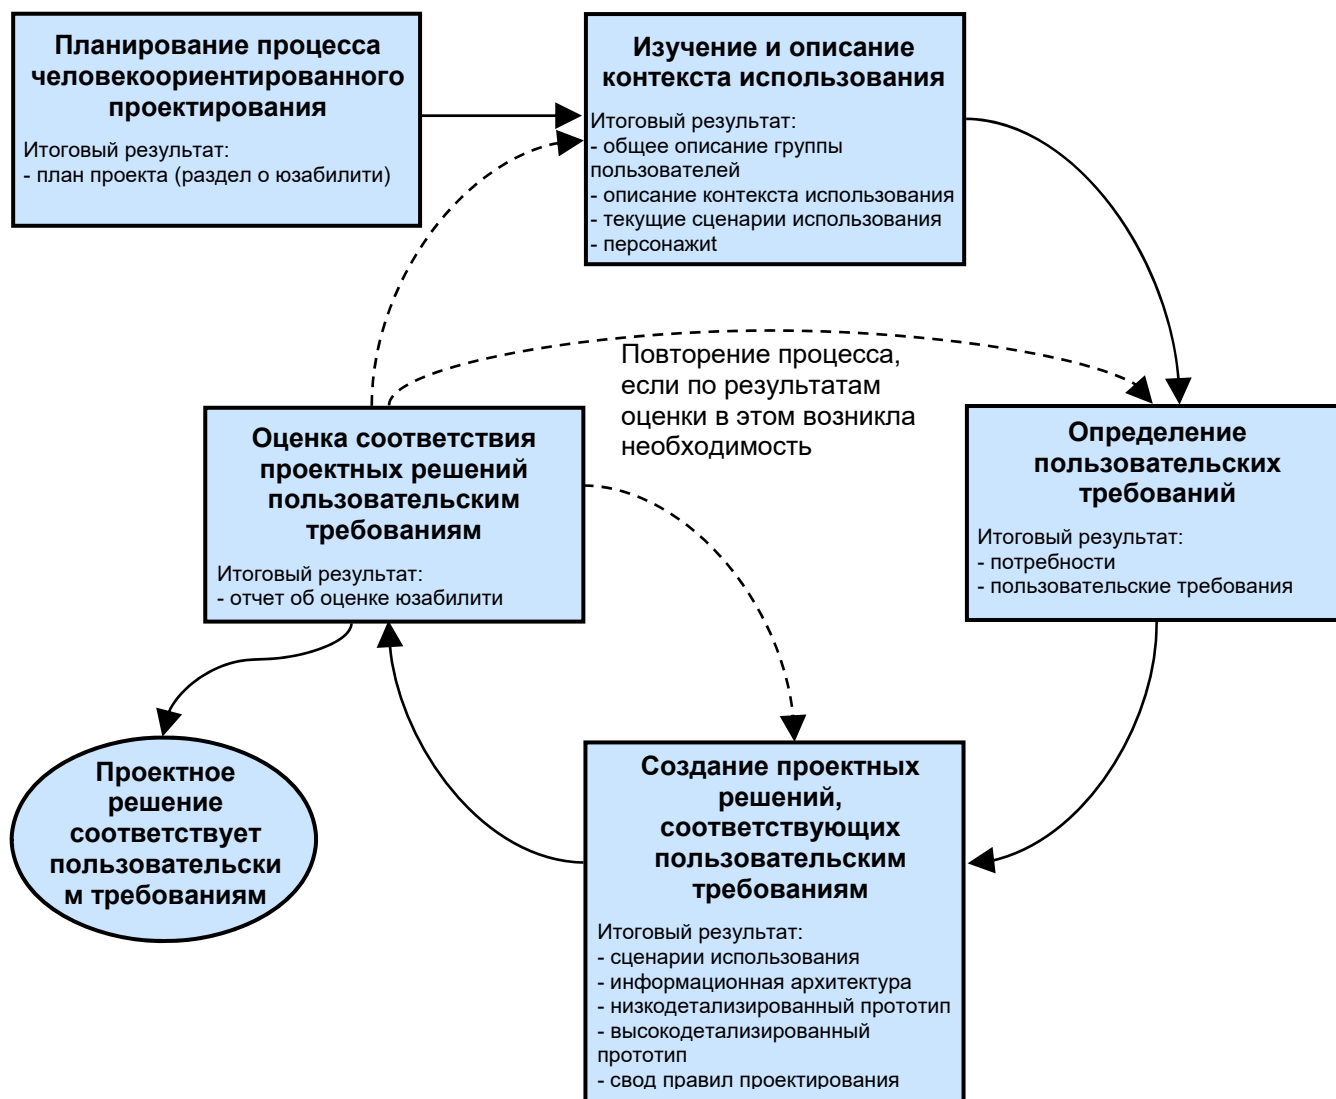 Планирование процесса
человекоориентированного
проектирования
Итоговый результат:
- план проекта (раздел о юзабилити)
Изучение и описание
контекста использования
Итоговый результат:
- общее описание группы
пользователей
- описание контекста использования
- текущие сценарии использования
- персонажиt
Повторение процесса,
если по результатам
оценки в этом возникла
необходимость
Оценка соответствия
проектных решений
пользовательским
требованиям
Итоговый результат:
- отчет об оценке юзабилити
Определение
пользовательских
требований
Итоговый результат:
- потребности
- пользовательские требования
Проектное
решение
соответствует
пользовательски
м требованиям
Создание проектных
решений,
соответствующих
пользовательским
требованиям
Итоговый результат:
- сценарии использования
- информационная архитектура
- низкодетализированный прототип
- высокодетализированный
прототип
- свод правил проектирования